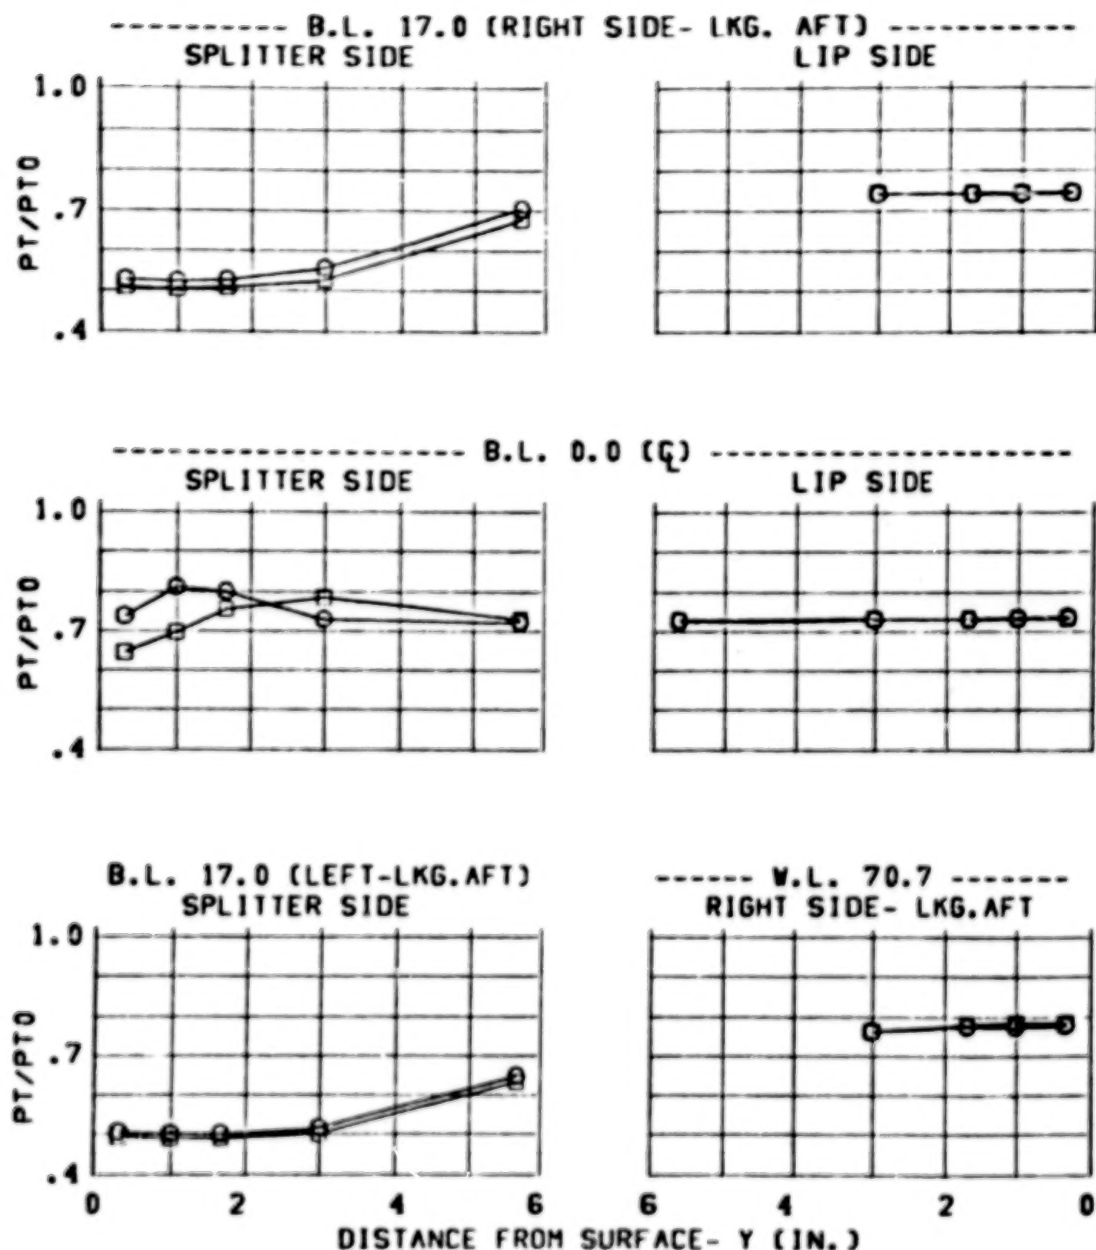 ---------- B.L. 17.0 (RIGHT SIDE- LKG. AFT) ----------
SPLITTER SIDE
LIP SIDE
1.0
.7
.4
PT/PTO
-------------------- B.L. 0.0 (℄) --------------------
SPLITTER SIDE
LIP SIDE
1.0
.7
.4
PT/PTO
B.L. 17.0 (LEFT-LKG.AFT)
SPLITTER SIDE
------ W.L. 70.7 -------
RIGHT SIDE- LKG.AFT
1.0
.7
.4
PT/PTO
0 2 4 6
6 4 2 0
DISTANCE FROM SURFACE- Y (IN.)